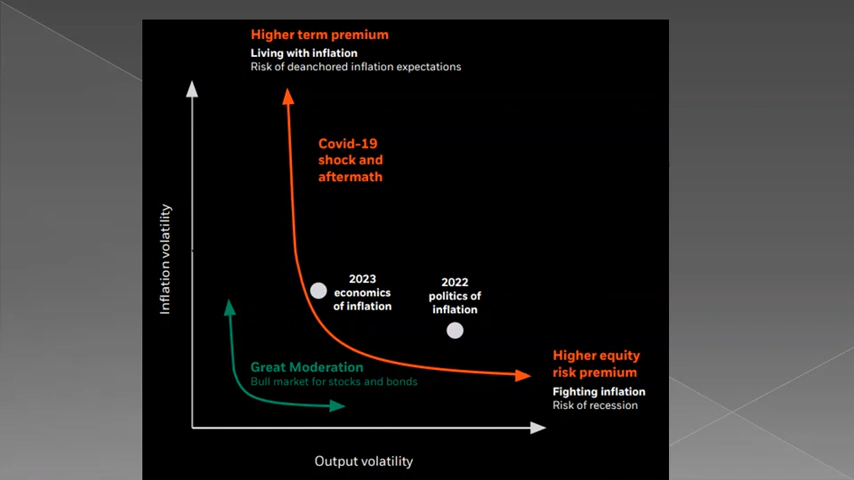 Higher term premium
Living with inflation
Risk of deanchored inflation expectations
Covid-19
shock and
aftermath
Inflation volatility
2023
economics
of inflation
2022
politics of
inflation
Great Moderation
Bull market for stocks and bonds
Higher equity
risk premium
Fighting inflation
Risk of recession
Output volatility